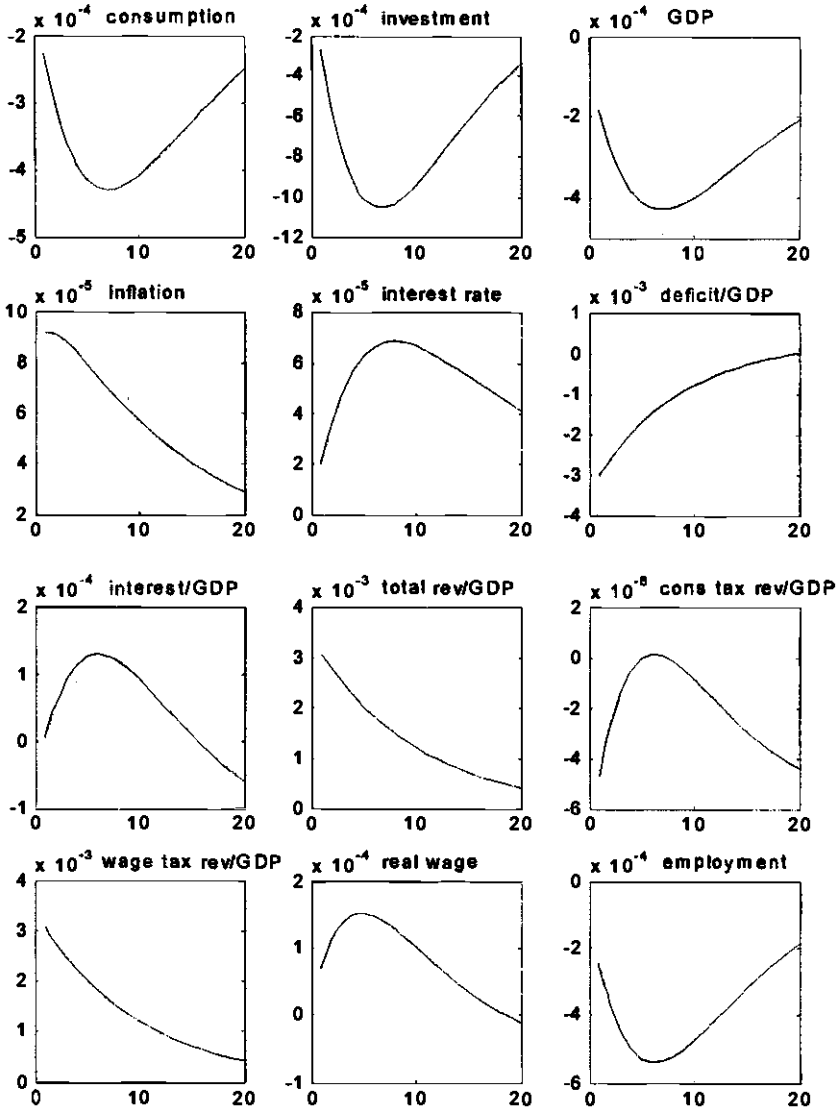 x 10⁻⁴ consumption
-2
-3
-4
-5
0 10 20
x 10⁻⁴ investment
-2
-4
-6
-8
-10
-12
0 10 20
x 10⁻⁴ GDP
0
-2
-4
0 10 20
x 10⁻⁵ inflation
10
8
6
4
2
0 10 20
x 10⁻⁵ interest rate
8
6
4
2
0
0 10 20
x 10⁻³ deficit/GDP
1
0
-1
-2
-3
-4
0 10 20
x 10⁻⁴ interest/GDP
2
1
0
-1
0 10 20
x 10⁻³ total rev/GDP
4
3
2
1
0
0 10 20
x 10⁻⁶ cons tax rev/GDP
2
0
-2
-4
-6
0 10 20
x 10⁻³ wage tax rev/GDP
4
3
2
1
0
0 10 20
x 10⁻⁴ real wage
2
1
0
-1
0 10 20
x 10⁻⁴ employment
0
-2
-4
-6
0 10 20